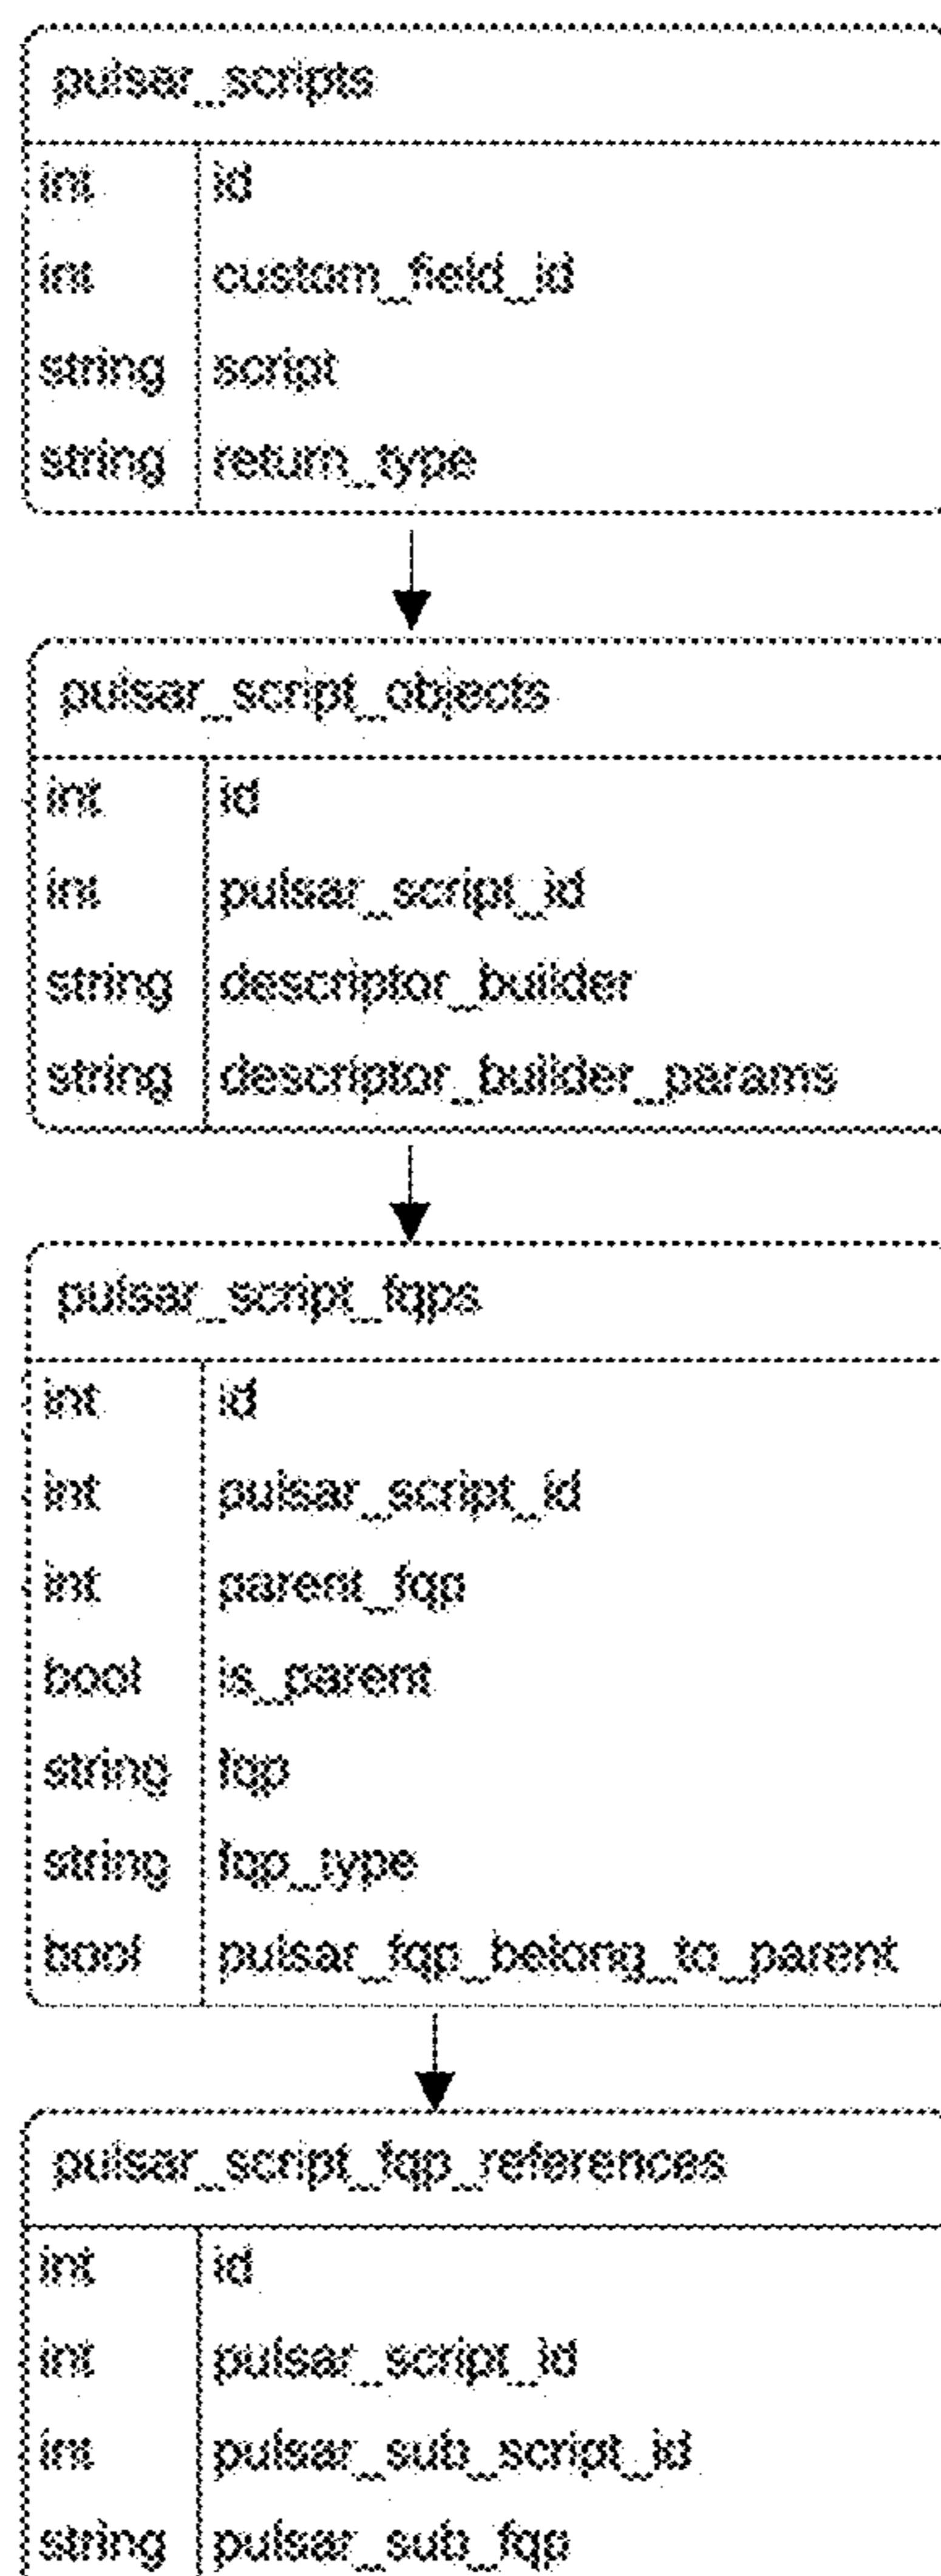 pulsar_scripts
int id
int custom_field_id
string script
string return_type
pulsar_script_objects
int id
int pulsar_script_id
string descriptor_builder
string descriptor_builder_params
pulsar_script_fqps
int id
int pulsar_script_id
int parent_fqp
bool is_parent
string fqp
string fqp_type
bool pulsar_fqp_belong_to_parent
pulsar_script_fqp_references
int id
int pulsar_script_id
int pulsar_sub_script_id
string pulsar_sub_fqp